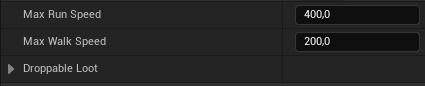 Max Run Speed 400,0
Max Walk Speed 200,0
Droppable Loot